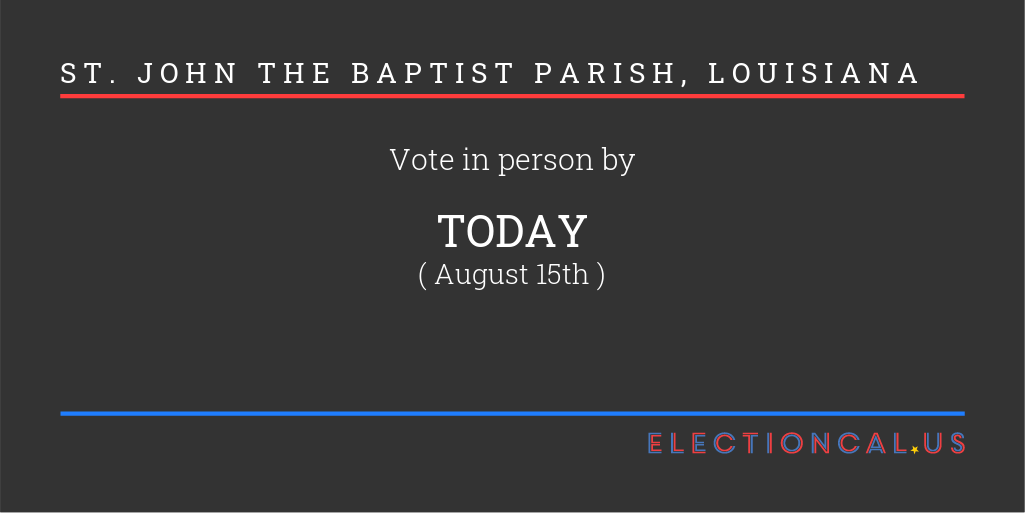 ST. JOHN THE BAPTIST PARISH, LOUISIANA
Vote in person by
TODAY
( August 15th )
ELECTIONCAL.US